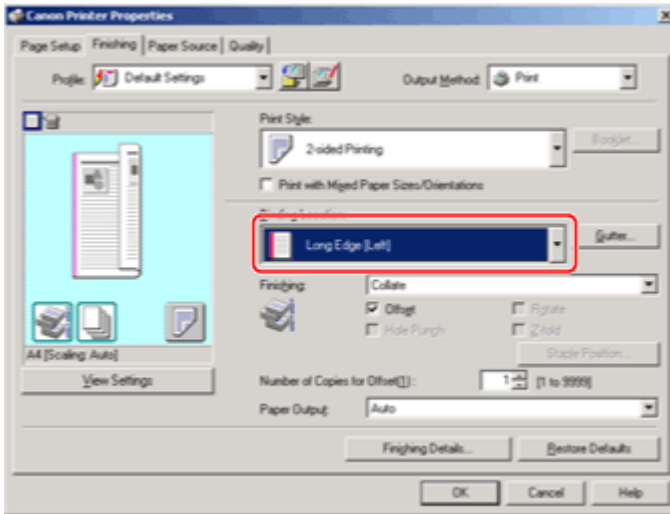 Canon Printer Properties
Page Setup Finishing Paper Source Quality
Profile: Default Settings Output Method: Print
Print Style:
2-sided Printing Booklet...
Print with Mixed Paper Sizes/Orientations
Binding Location:
Long Edge [Left] Gutter...
Finishing: Collate
Offset Rotate
Hole Punch Z-fold
A4 [Scaling: Auto] Staple Position...
View Settings Number of Copies for Offset(1): 1 [1 to 9999]
Paper Output: Auto
Finishing Details... Restore Defaults
OK Cancel Help